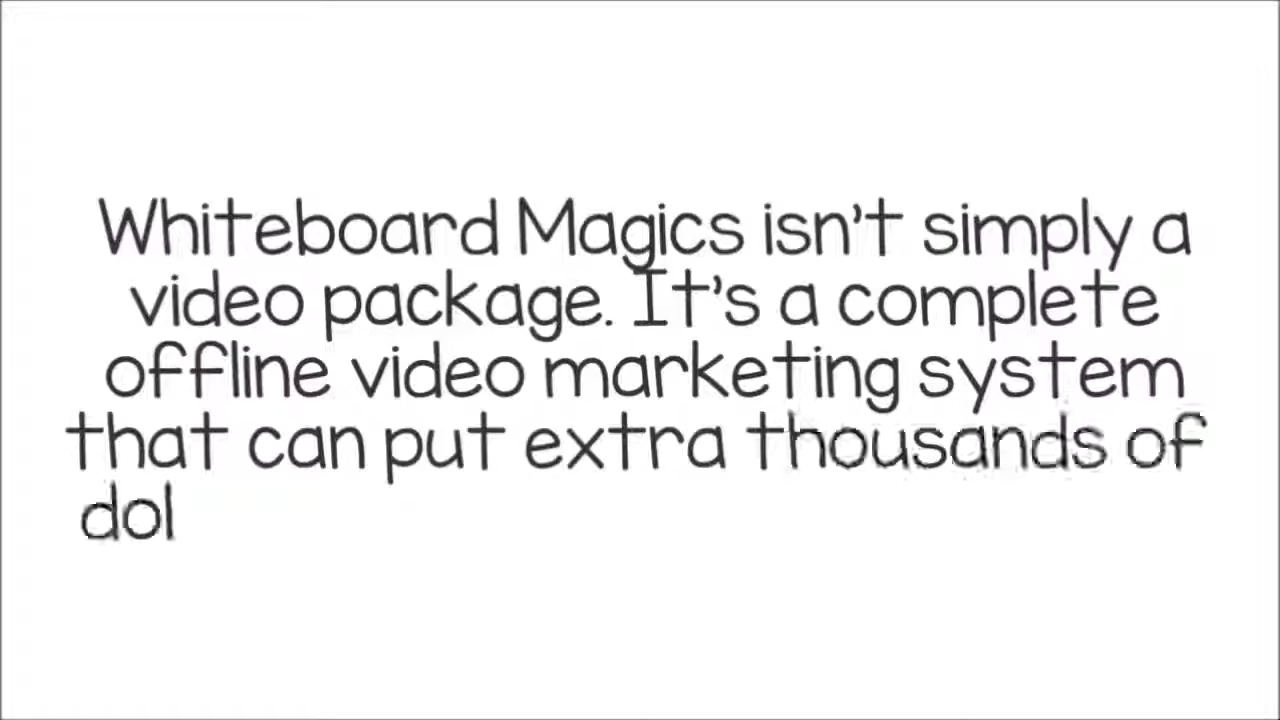 Whiteboard Magics isn't simply a
video package. It's a complete
offline video marketing system
that can put extra thousands of
dol